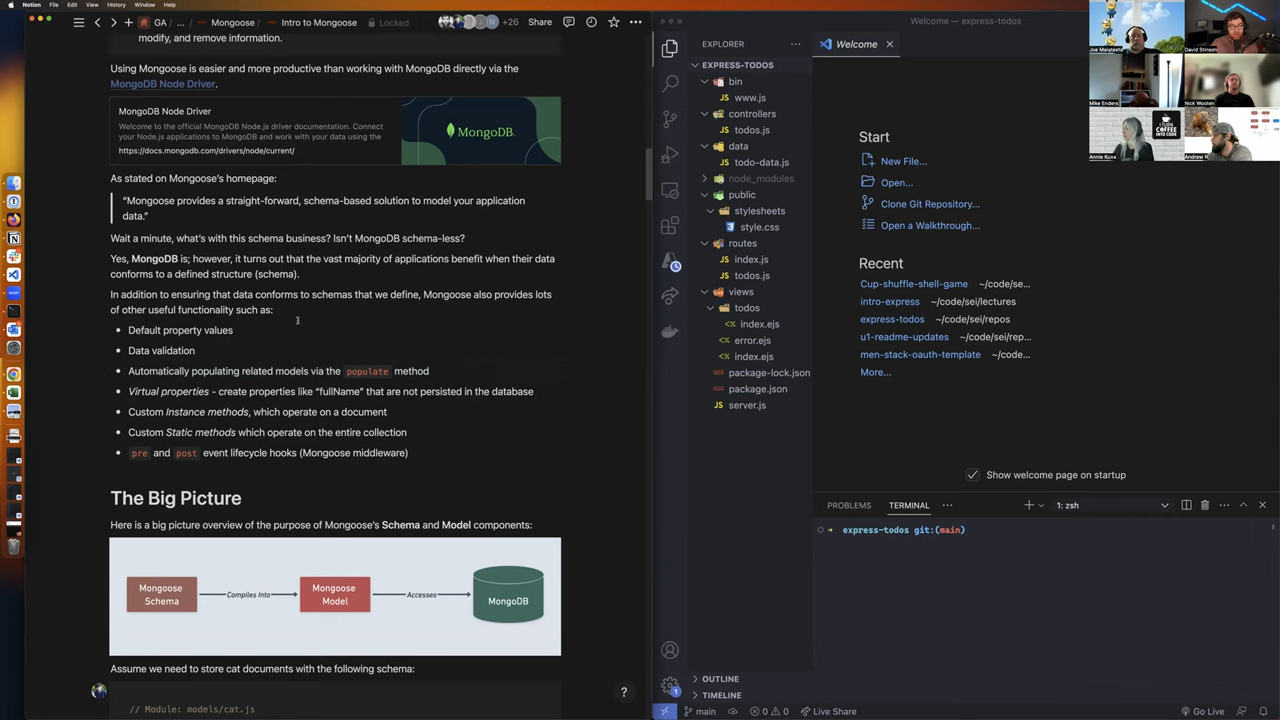 Notion File Edit View History Window Help
GA / ... / Mongoose / Intro to Mongoose Locked +26 Share
modify, and remove information.
Using Mongoose is easier and more productive than working with MongoDB directly via the
MongoDB Node Driver.
MongoDB Node Driver
Welcome to the official MongoDB Node.js driver documentation. Connect
your Node.js applications to MongoDB and work with your data using the
https://docs.mongodb.com/drivers/node/current/
MongoDB.
As stated on Mongoose's homepage:
"Mongoose provides a straight-forward, schema-based solution to model your application
data."
Wait a minute, what's with this schema business? Isn't MongoDB schema-less?
Yes, MongoDB is; however, it turns out that the vast majority of applications benefit when their data
conforms to a defined structure (schema).
In addition to ensuring that data conforms to schemas that we define, Mongoose also provides lots
of other useful functionality such as:
• Default property values
• Data validation
• Automatically populating related models via the populate method
• Virtual properties - create properties like "fullName" that are not persisted in the database
• Custom Instance methods, which operate on a document
• Custom Static methods which operate on the entire collection
• pre and post event lifecycle hooks (Mongoose middleware)
The Big Picture
Here is a big picture overview of the purpose of Mongoose's Schema and Model components:
Mongoose
Schema
Compiles Into
Mongoose
Model
Accesses
MongoDB
Assume we need to store cat documents with the following schema:
// Module: models/cat.js
?
Welcome — express-todos
EXPLORER ...
EXPRESS-TODOS
bin
JS www.js
controllers
JS todos.js
data
JS todo-data.js
node_modules
public
stylesheets
style.css
routes
JS index.js
JS todos.js
views
todos
<> index.ejs
<> error.ejs
<> index.ejs
package-lock.json
package.json
JS server.js
OUTLINE
TIMELINE
Welcome
Start
New File...
Open...
Clone Git Repository...
Open a Walkthrough...
Recent
Cup-shuffle-shell-game ~/code/se...
intro-express ~/code/sei/lectures
express-todos ~/code/sei/repos
u1-readme-updates ~/code/sei/rep...
men-stack-oauth-template ~/code...
More...
Show welcome page on startup
PROBLEMS TERMINAL ... 1: zsh
express-todos git:(main)
main 0 0 Live Share Go Live
1
Joe Malatesta
David Stinson
Mike Enders
Nick Wooten
I TURN
COFFEE
INTO CODE
Annie Kuxa
Andrew R